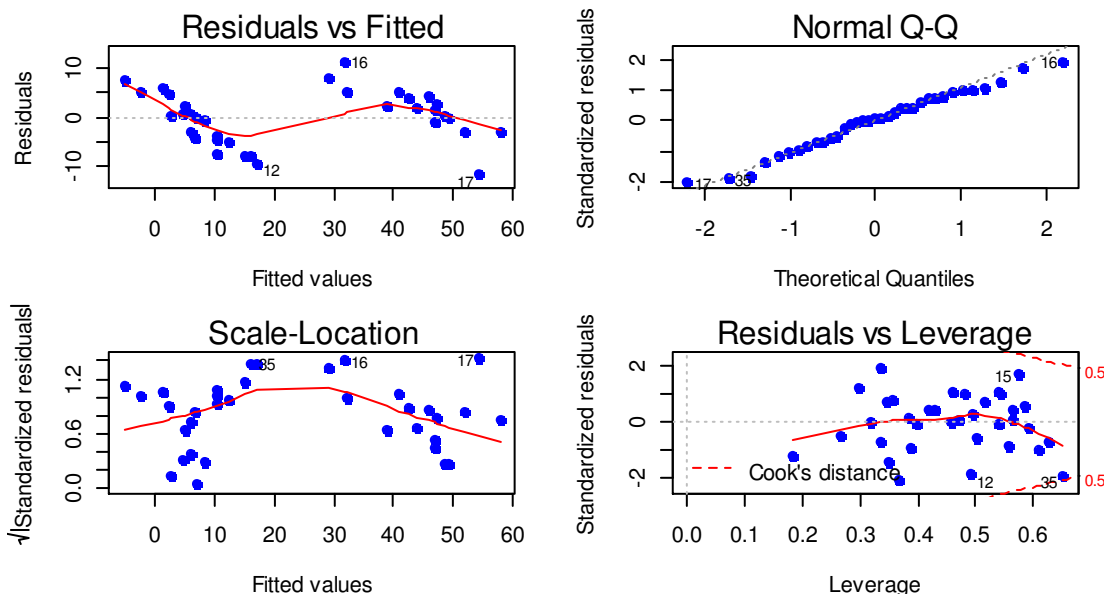 Residuals vs Fitted
Residuals
-10 0 10
16
12
17
0 10 20 30 40 50 60
Fitted values
Normal Q-Q
Standardized residuals
-2 0 1 2
16
17
35
-2 -1 0 1 2
Theoretical Quantiles
Scale-Location
√|Standardized residuals|
0.0 0.6 1.2
35
16
17
0 10 20 30 40 50 60
Fitted values
Residuals vs Leverage
Standardized residuals
-2 0 2
15
12
35
0.5
0.5
Cook's distance
0.0 0.1 0.2 0.3 0.4 0.5 0.6
Leverage